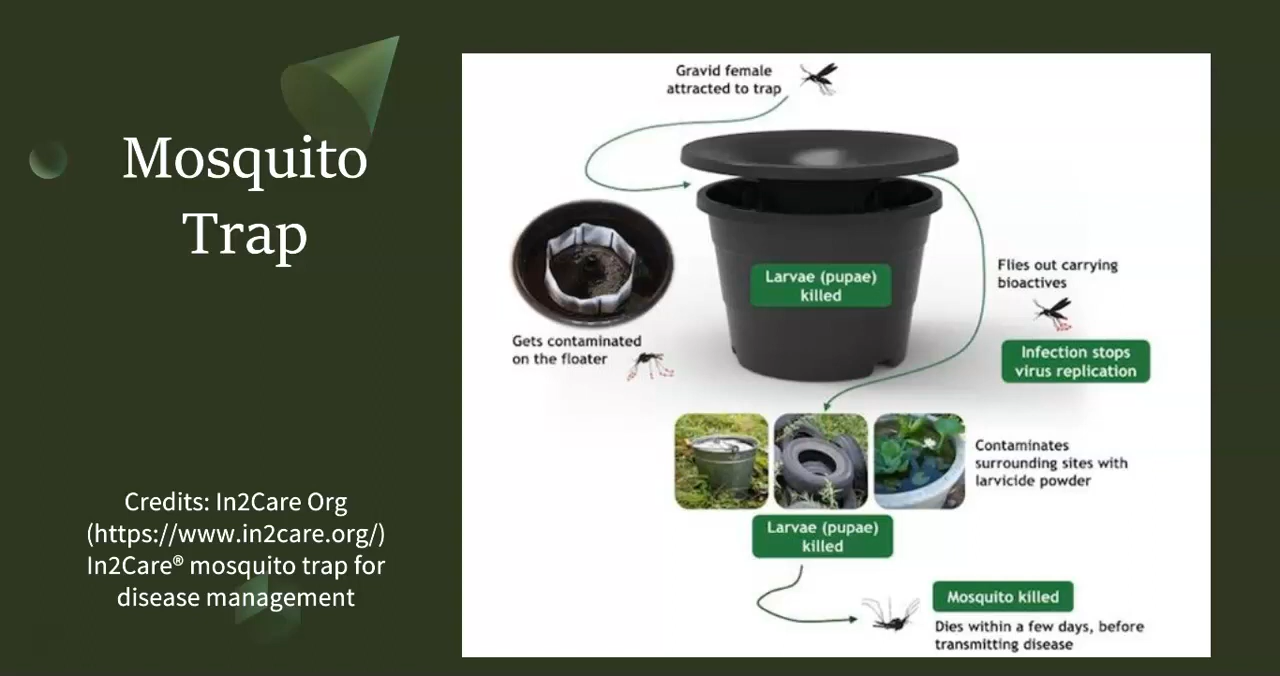 Mosquito
Trap
Credits: In2Care Org
(https://www.in2care.org/)
In2Care® mosquito trap for
disease management
Gravid female
attracted to trap
Larvae (pupae)
killed
Gets contaminated
on the floater
Flies out carrying
bioactives
Infection stops
virus replication
Contaminates
surrounding sites with
larvicide powder
Larvae (pupae)
killed
Mosquito killed
Dies within a few days, before
transmitting disease